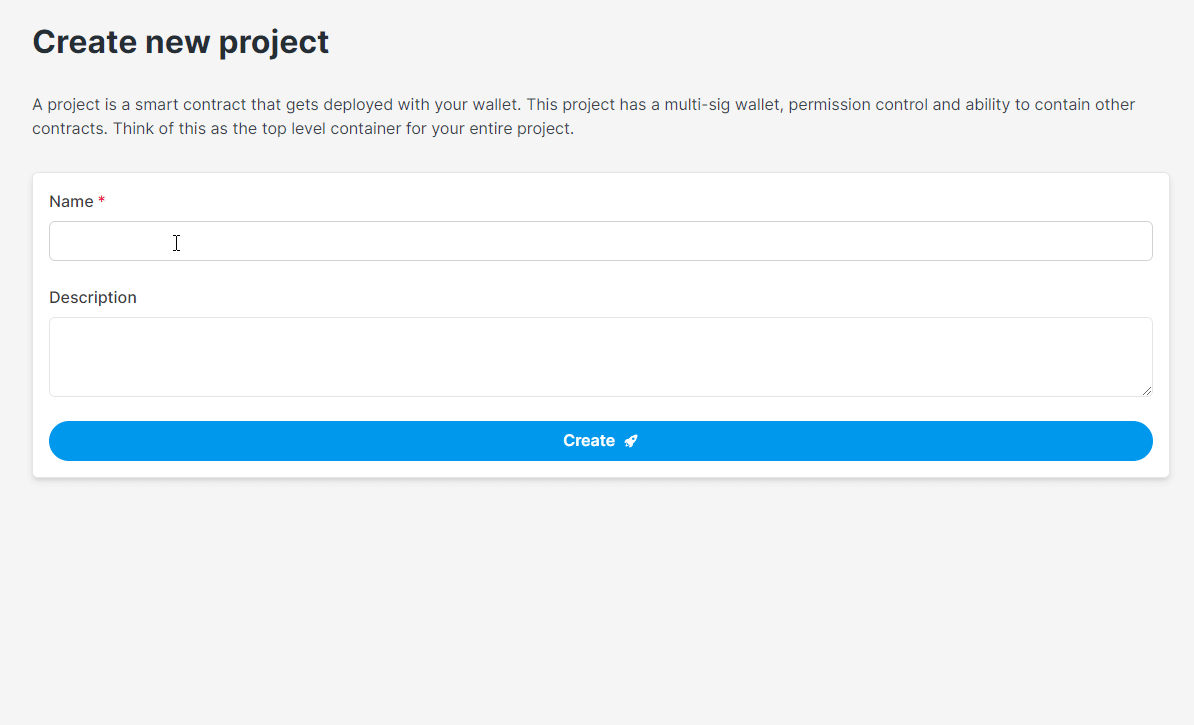 Create new project
A project is a smart contract that gets deployed with your wallet. This project has a multi-sig wallet, permission control and ability to contain other
contracts. Think of this as the top level container for your entire project.
Name *
Description
Create